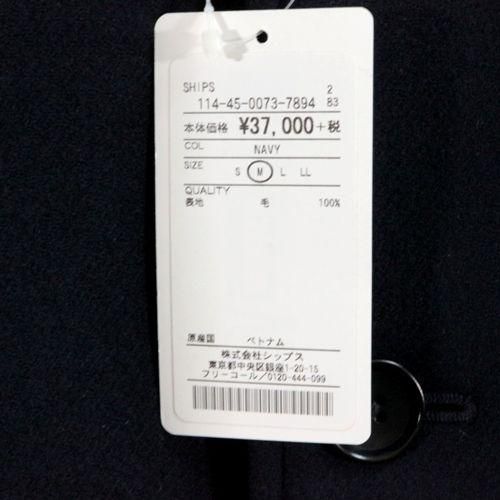 SHIPS 2
114-45-0073-7894 83
本体価格 ¥37,000+税
COL NAVY
SIZE S M L LL
QUALITY
表地 毛 100%
原産国 ベトナム
株式会社シップス
東京都中央区銀座1-20-15
フリーコール/0120-444-099